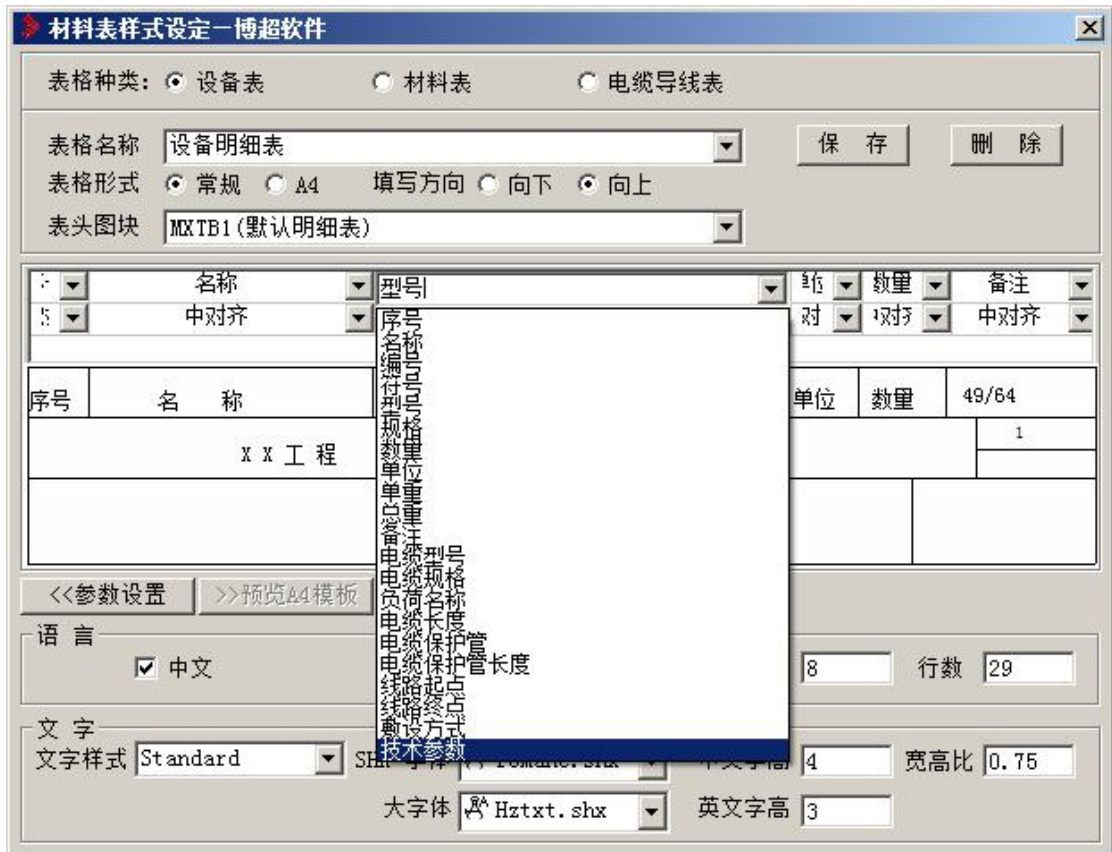 材料表样式设定－博超软件
表格种类: 设备表 材料表 电缆导线表
表格名称 设备明细表 保 存 删 除
表格形式 常规 A4 填写方向 向下 向上
表头图块 MXTB1(默认明细表)
名称 型号 数量 备注
中对齐 中对齐
序号
名称
编号
符号
型号
规格
数量
单位
单重
总重
备注
电缆型号
电缆规格
负荷名称
电缆长度
电缆保护管
电缆保护管长度
线路起点
线路终点
敷设方式
技术参数
序号 名 称 单位 数量 49/64
X X 工 程 1
<<参数设置 >>预览A4模板
语 言
中文 8 行数 29
文字
文字样式 Standard 4 宽高比 0.75
大字体 Hztxt.shx 英文字高 3